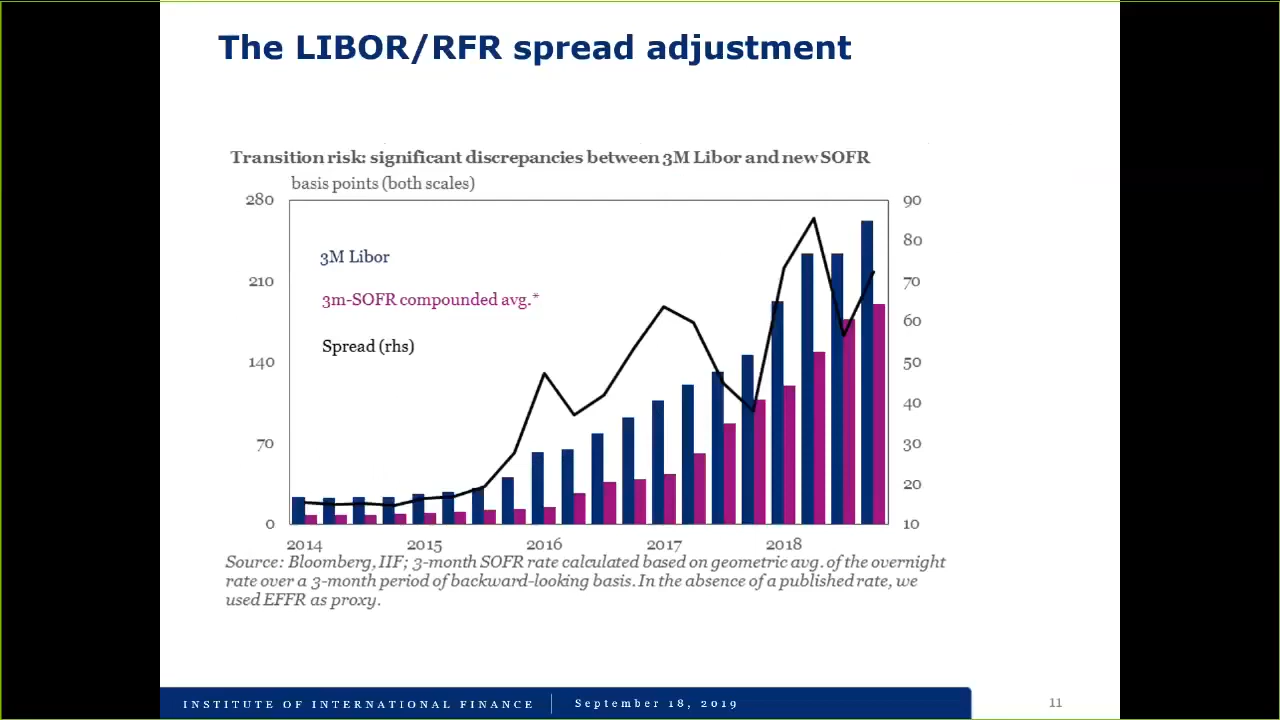 The LIBOR/RFR spread adjustment
Transition risk: significant discrepancies between 3M Libor and new SOFR
basis points (both scales)
280
90
80
3M Libor
210
70
3m-SOFR compounded avg.*
60
Spread (rhs)
140
50
40
70
30
20
0
10
2014
2015
2016
2017
2018
Source: Bloomberg, IIF; 3-month SOFR rate calculated based on geometric avg. of the overnight
rate over a 3-month period of backward-looking basis. In the absence of a published rate, we
used EFFR as proxy.
INSTITUTE OF INTERNATIONAL FINANCE
September 18, 2019
11